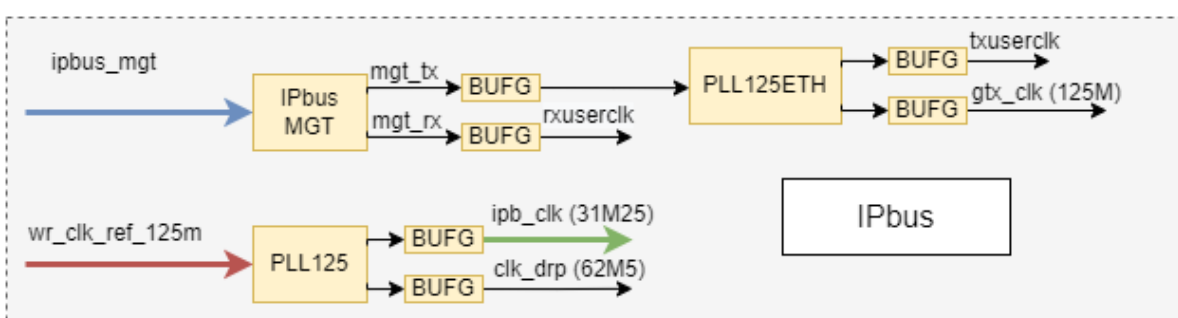 ipbus_mgt
IPbus
MGT
mgt_tx
BUFG
mgt_rx
BUFG
rxuserclk
PLL125ETH
BUFG
txuserclk
BUFG
gtx_clk (125M)
wr_clk_ref_125m
PLL125
BUFG
ipb_clk (31M25)
BUFG
clk_drp (62M5)
IPbus